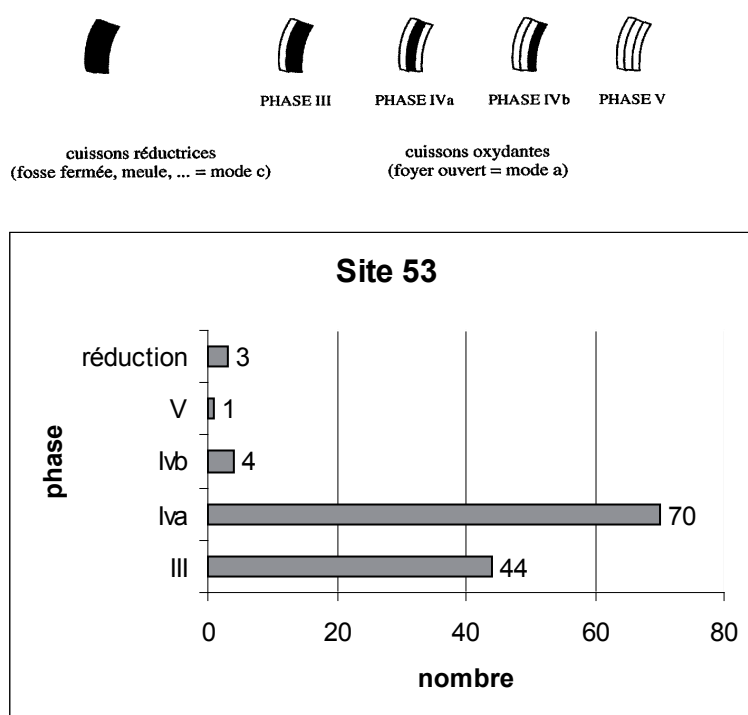 PHASE III PHASE IVa PHASE IVb PHASE V
cuissons réductrices
(fosse fermée, meule, ... = mode c)
cuissons oxydantes
(foyer ouvert = mode a)
Site 53
phase
réduction 3
V 1
Ivb 4
Iva 70
III 44
0 20 40 60 80
nombre